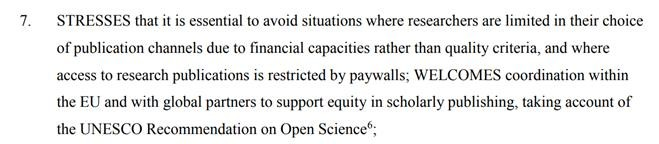 7. STRESSES that it is essential to avoid situations where researchers are limited in their choice
of publication channels due to financial capacities rather than quality criteria, and where
access to research publications is restricted by paywalls; WELCOMES coordination within
the EU and with global partners to support equity in scholarly publishing, taking account of
the UNESCO Recommendation on Open Science⁶;